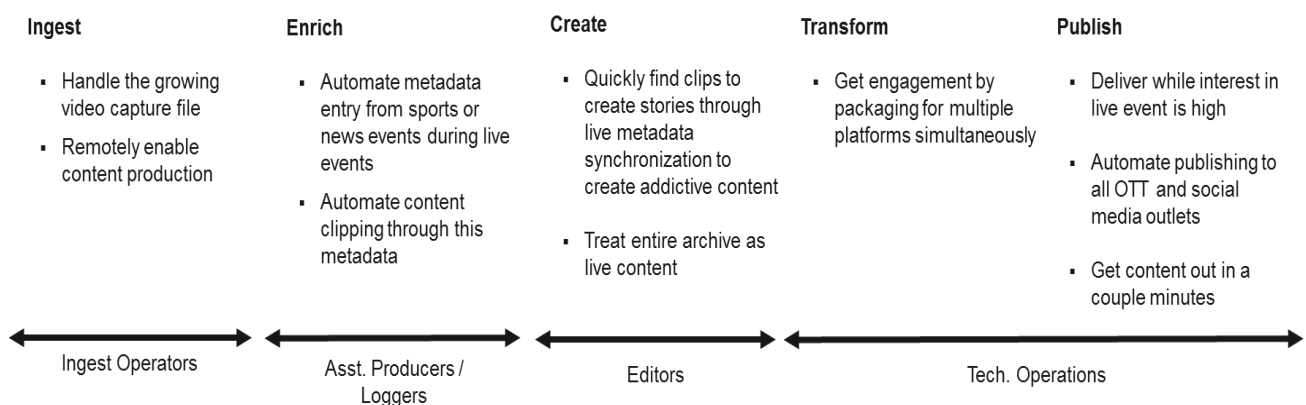 Ingest
▪ Handle the growing
video capture file
▪ Remotely enable
content production
Enrich
▪ Automate metadata
entry from sports or
news events during live
events
▪ Automate content
clipping through this
metadata
Create
▪ Quickly find clips to
create stories through
live metadata
synchronization to
create addictive content
▪ Treat entire archive as
live content
Transform
▪ Get engagement by
packaging for multiple
platforms simultaneously
Publish
▪ Deliver while interest in
live event is high
▪ Automate publishing to
all OTT and social
media outlets
▪ Get content out in a
couple minutes
Ingest Operators
Asst. Producers /
Loggers
Editors
Tech. Operations